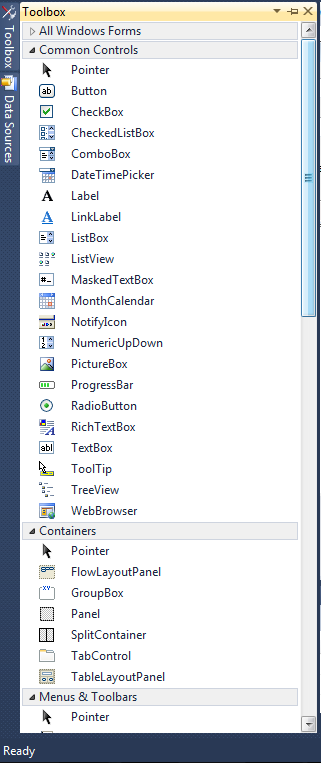 Toolbox
Toolbox
Data Sources
All Windows Forms
Common Controls
Pointer
Button
CheckBox
CheckedListBox
ComboBox
DateTimePicker
Label
LinkLabel
ListBox
ListView
MaskedTextBox
MonthCalendar
NotifyIcon
NumericUpDown
PictureBox
ProgressBar
RadioButton
RichTextBox
TextBox
ToolTip
TreeView
WebBrowser
Containers
Pointer
FlowLayoutPanel
GroupBox
Panel
SplitContainer
TabControl
TableLayoutPanel
Menus & Toolbars
Pointer
Ready